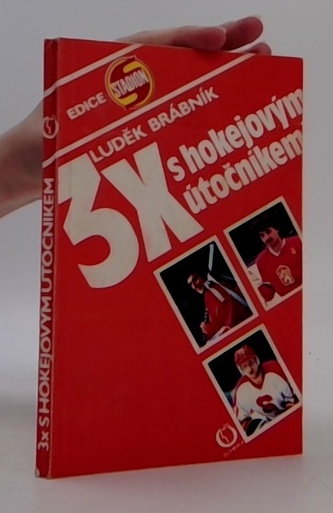 EDICE STADION
LUDĚK BRÁBNÍK
3X s hokejovým
útočníkem
3x S HOKEJOVÝM ÚTOČNÍKEM